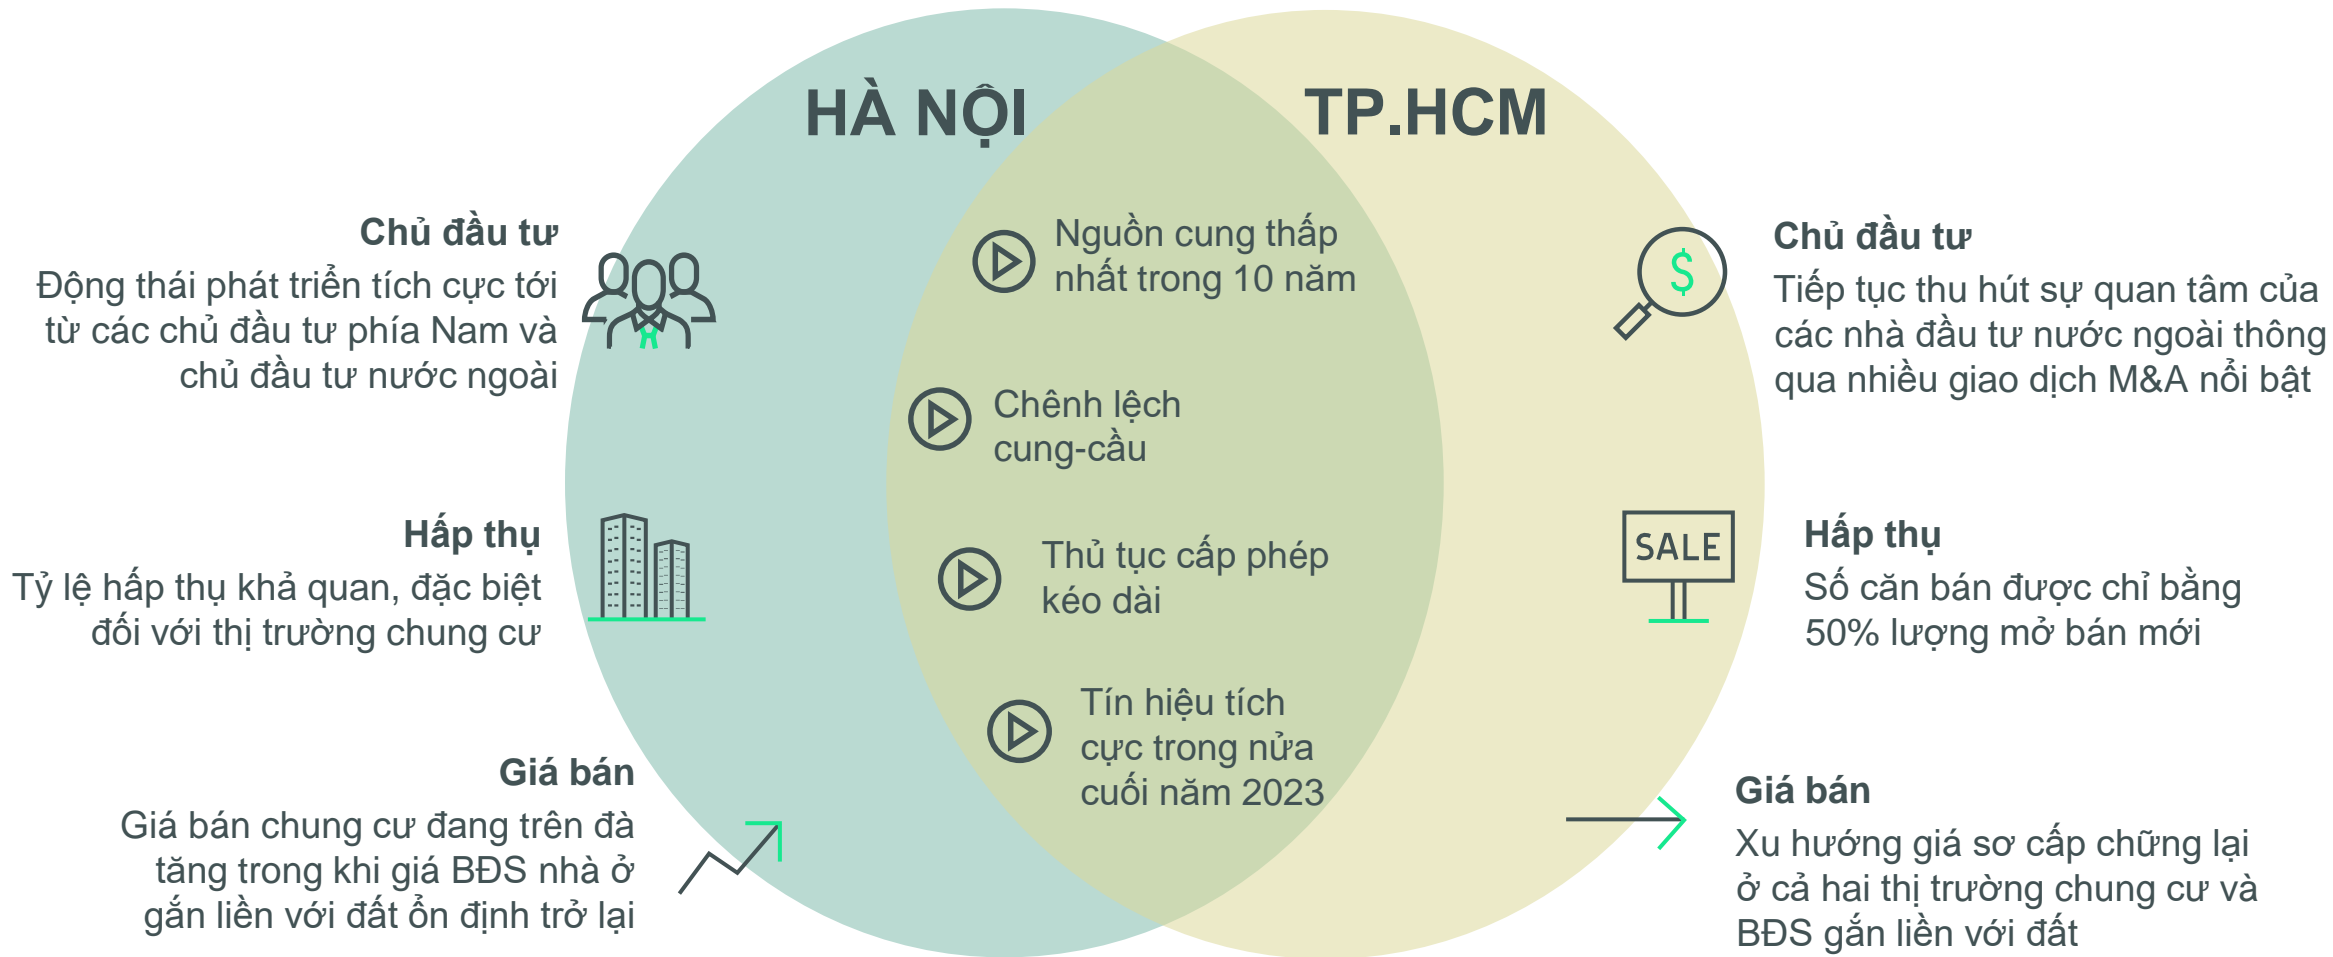 HÀ NỘI
TP.HCM
Chủ đầu tư
Động thái phát triển tích cực tới
từ các chủ đầu tư phía Nam và
chủ đầu tư nước ngoài
Hấp thụ
Tỷ lệ hấp thụ khả quan, đặc biệt
đối với thị trường chung cư
Giá bán
Giá bán chung cư đang trên đà
tăng trong khi giá BĐS nhà ở
gắn liền với đất ổn định trở lại
Nguồn cung thấp
nhất trong 10 năm
Chênh lệch
cung-cầu
Thủ tục cấp phép
kéo dài
Tín hiệu tích
cực trong nửa
cuối năm 2023
Chủ đầu tư
Tiếp tục thu hút sự quan tâm của
các nhà đầu tư nước ngoài thông
qua nhiều giao dịch M&A nổi bật
SALE
Hấp thụ
Số căn bán được chỉ bằng
50% lượng mở bán mới
Giá bán
Xu hướng giá sơ cấp chững lại
ở cả hai thị trường chung cư và
BĐS gắn liền với đất